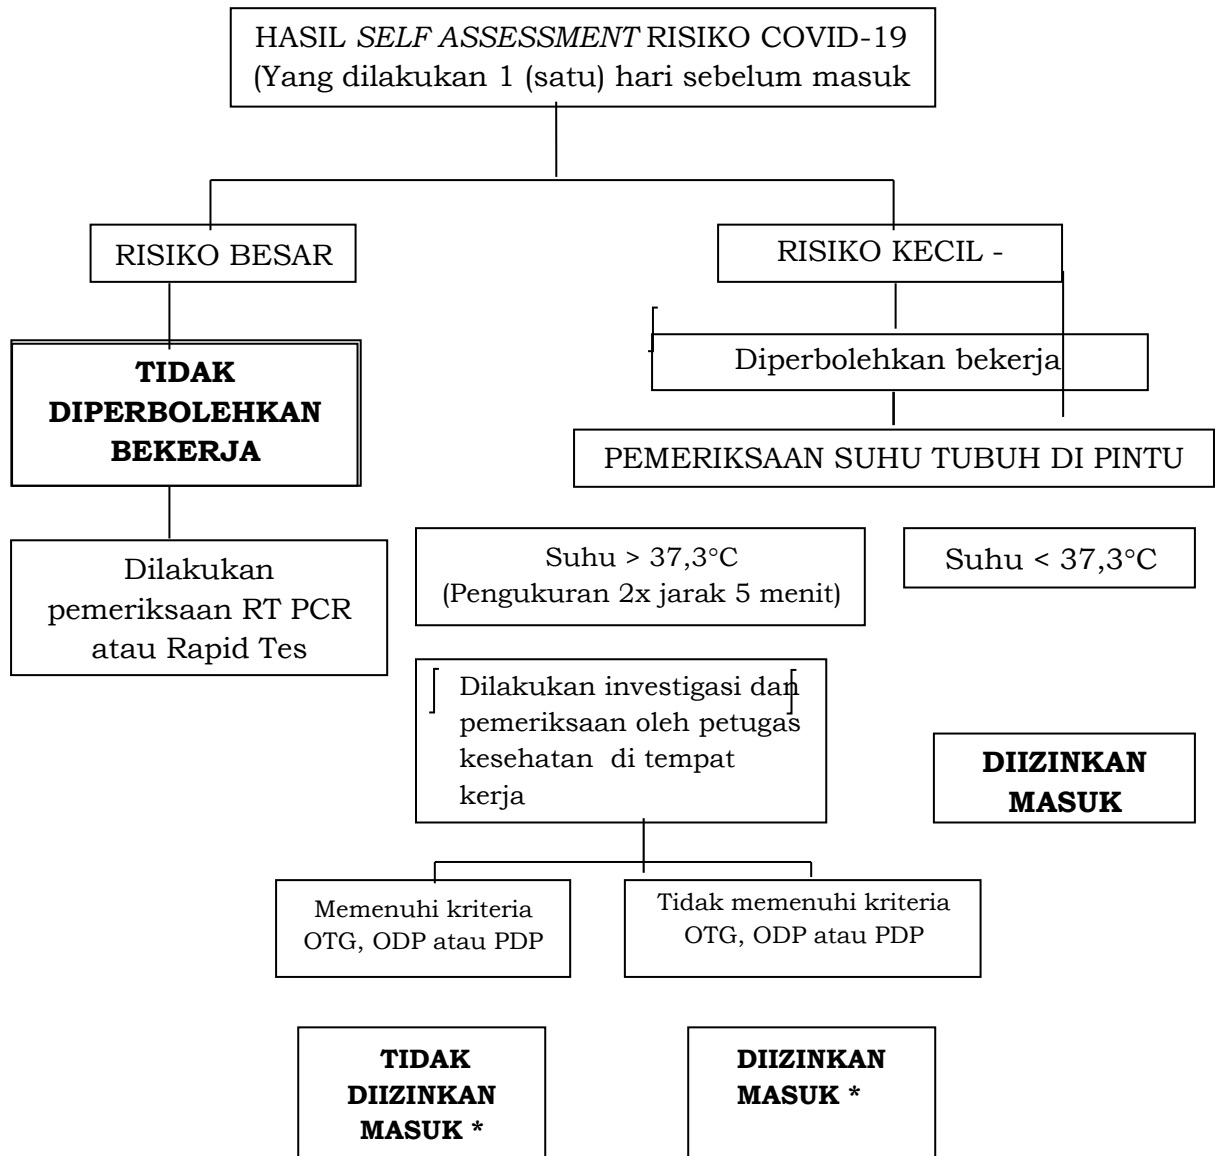 HASIL SELF ASSESSMENT RISIKO COVID-19
(Yang dilakukan 1 (satu) hari sebelum masuk
RISIKO BESAR
RISIKO KECIL -
TIDAK
DIPERBOLEHKAN
BEKERJA
Diperbolehkan bekerja
PEMERIKSAAN SUHU TUBUH DI PINTU
Dilakukan
pemeriksaan RT PCR
atau Rapid Tes
Suhu > 37,3°C
(Pengukuran 2x jarak 5 menit)
Suhu < 37,3°C
Dilakukan investigasi dan
pemeriksaan oleh petugas
kesehatan di tempat
kerja
DIIZINKAN
MASUK
Memenuhi kriteria
OTG, ODP atau PDP
Tidak memenuhi kriteria
OTG, ODP atau PDP
TIDAK
DIIZINKAN
MASUK *
DIIZINKAN
MASUK *